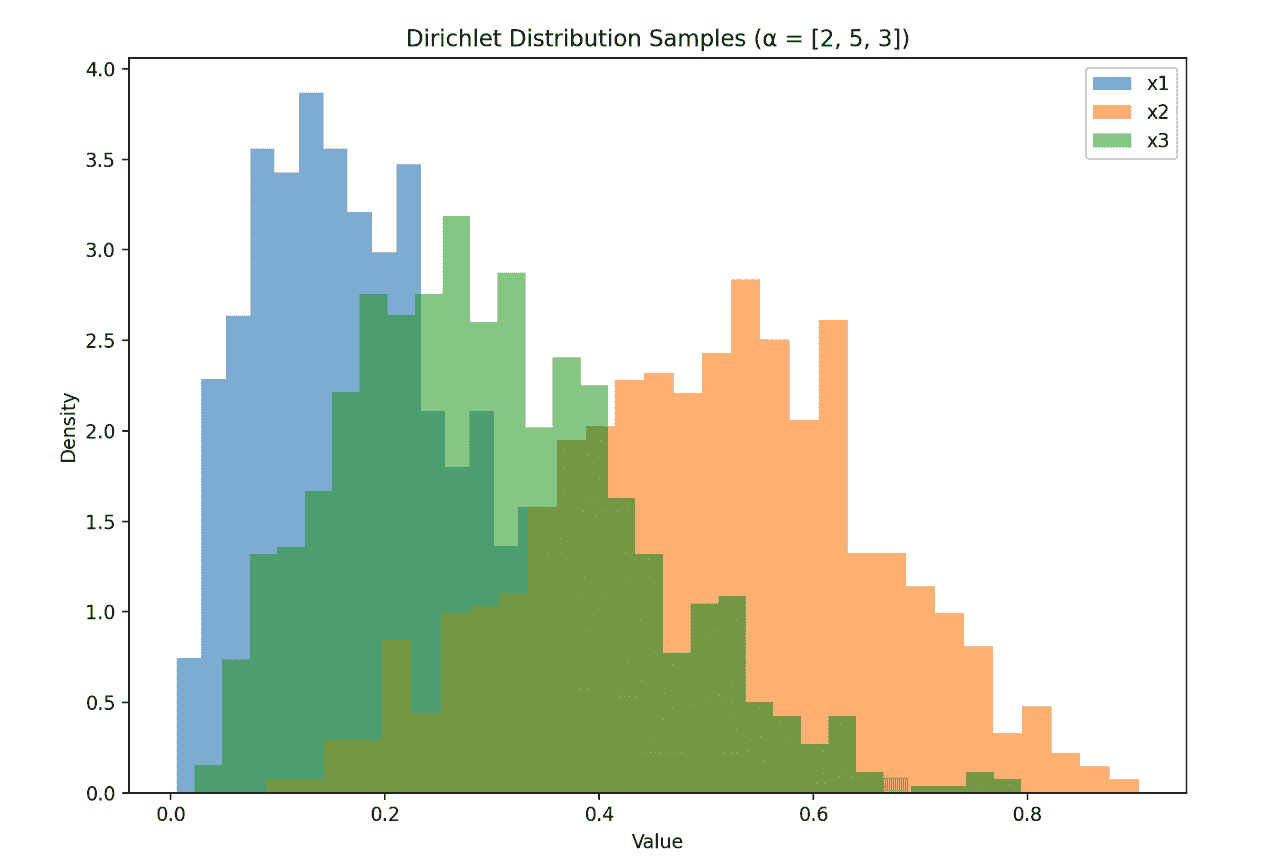 Dirichlet Distribution Samples (α = [2, 5, 3])
x1
x2
x3
4.0
3.5
3.0
2.5
2.0
1.5
1.0
0.5
0.0
Density
0.0 0.2 0.4 0.6 0.8
Value